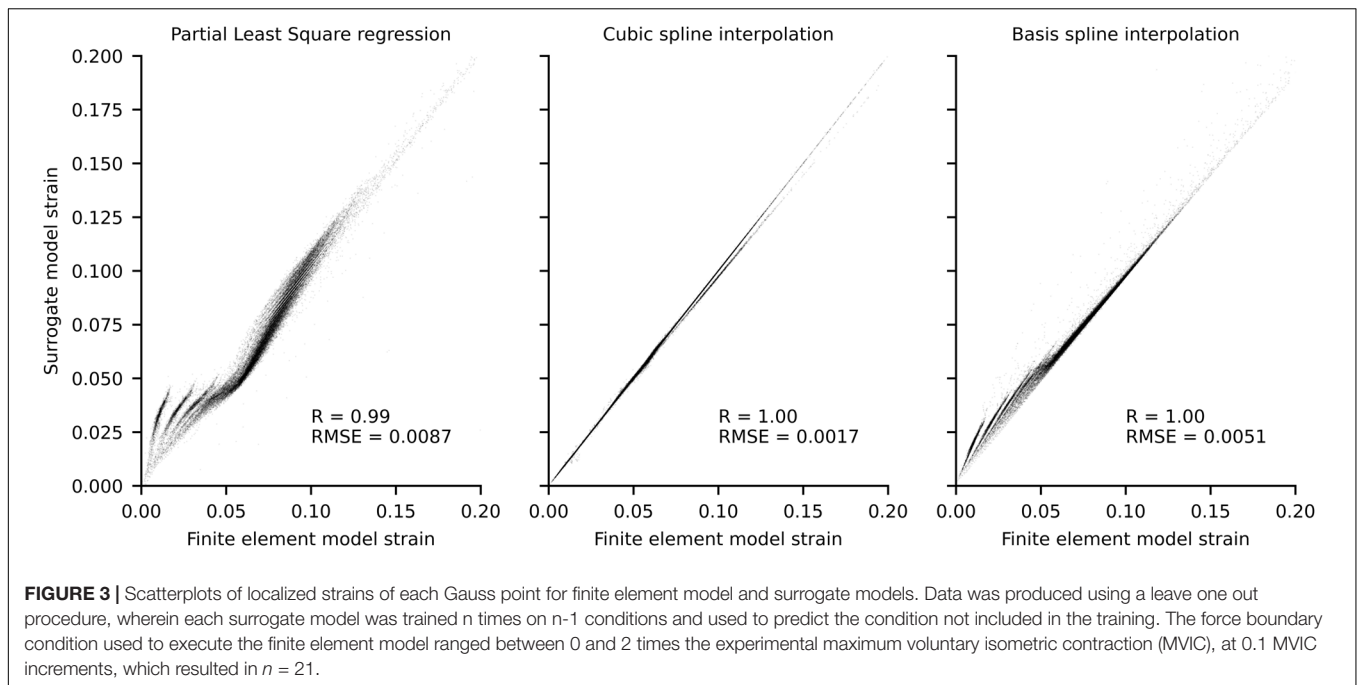 Partial Least Square regression
Cubic spline interpolation
Basis spline interpolation
Surrogate model strain
0.200
0.175
0.150
0.125
0.100
0.075
0.050
0.025
0.000
R = 0.99
RMSE = 0.0087
R = 1.00
RMSE = 0.0017
R = 1.00
RMSE = 0.0051
0.00 0.05 0.10 0.15 0.20
0.00 0.05 0.10 0.15 0.20
0.00 0.05 0.10 0.15 0.20
Finite element model strain
Finite element model strain
Finite element model strain
FIGURE 3 | Scatterplots of localized strains of each Gauss point for finite element model and surrogate models. Data was produced using a leave one out
procedure, wherein each surrogate model was trained n times on n-1 conditions and used to predict the condition not included in the training. The force boundary
condition used to execute the finite element model ranged between 0 and 2 times the experimental maximum voluntary isometric contraction (MVIC), at 0.1 MVIC
increments, which resulted in n = 21.